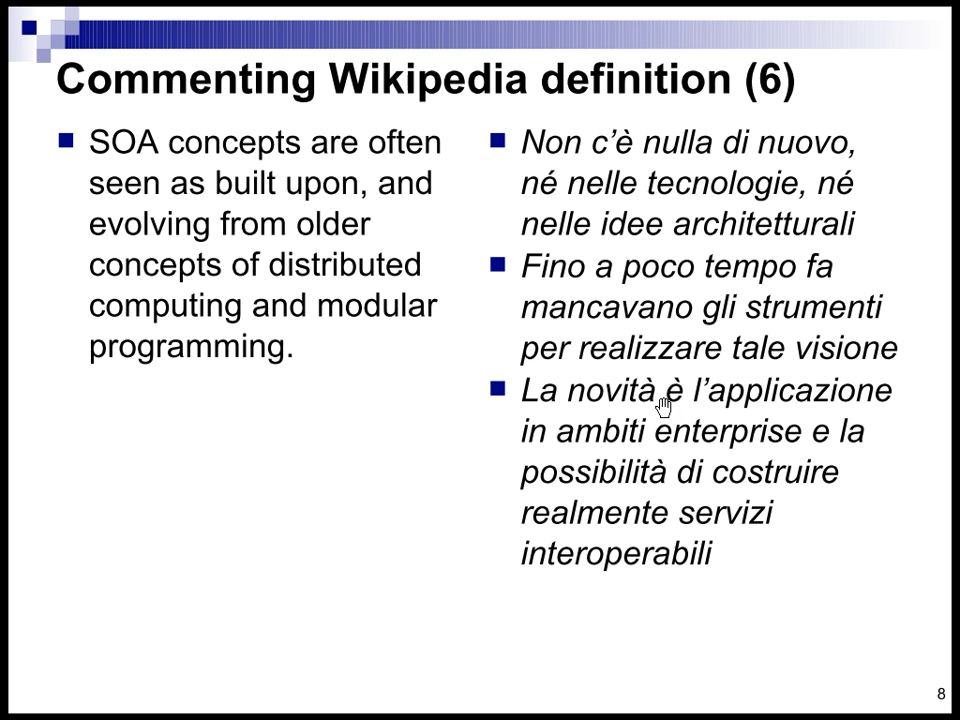 Commenting Wikipedia definition (6)
SOA concepts are often
seen as built upon, and
evolving from older
concepts of distributed
computing and modular
programming.
Non c’è nulla di nuovo,
né nelle tecnologie, né
nelle idee architetturali
Fino a poco tempo fa
mancavano gli strumenti
per realizzare tale visione
La novità è l’applicazione
in ambiti enterprise e la
possibilità di costruire
realmente servizi
interoperabili
8